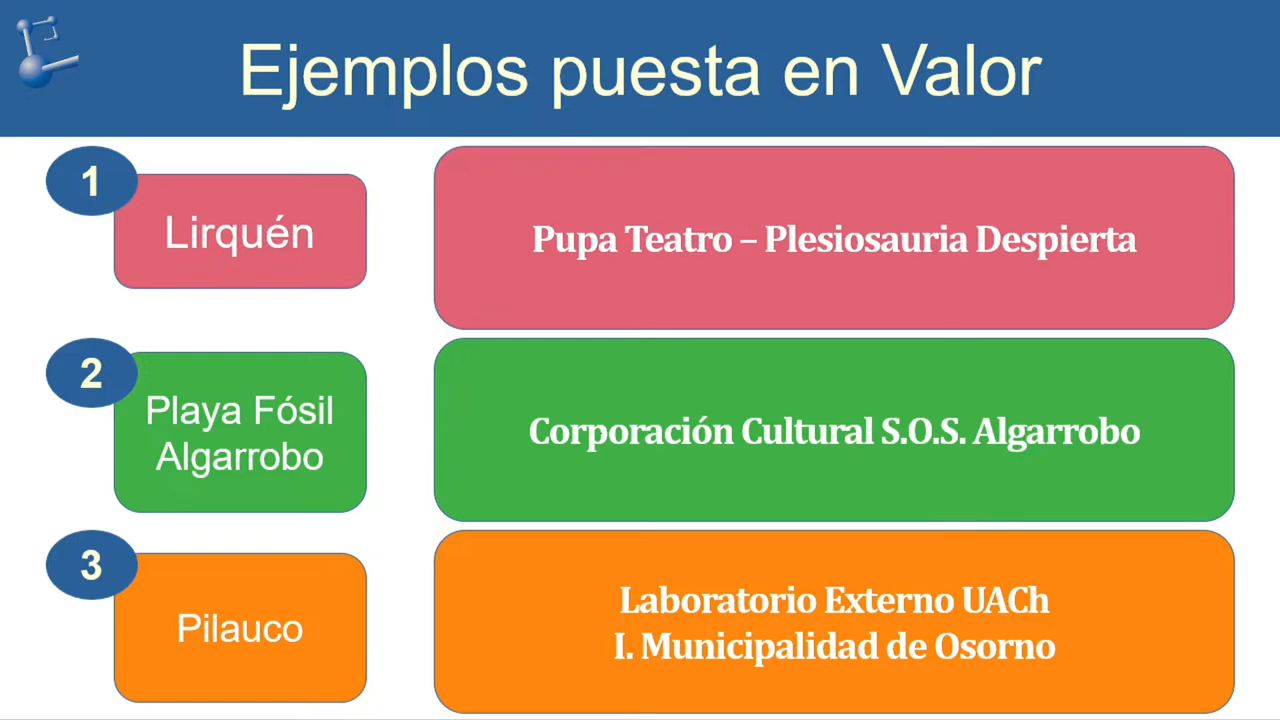 Ejemplos puesta en Valor
1
Lirquén
Pupa Teatro – Plesiosauria Despierta
2
Playa Fósil
Algarrobo
Corporación Cultural S.O.S. Algarrobo
3
Pilauco
Laboratorio Externo UACh
I. Municipalidad de Osorno